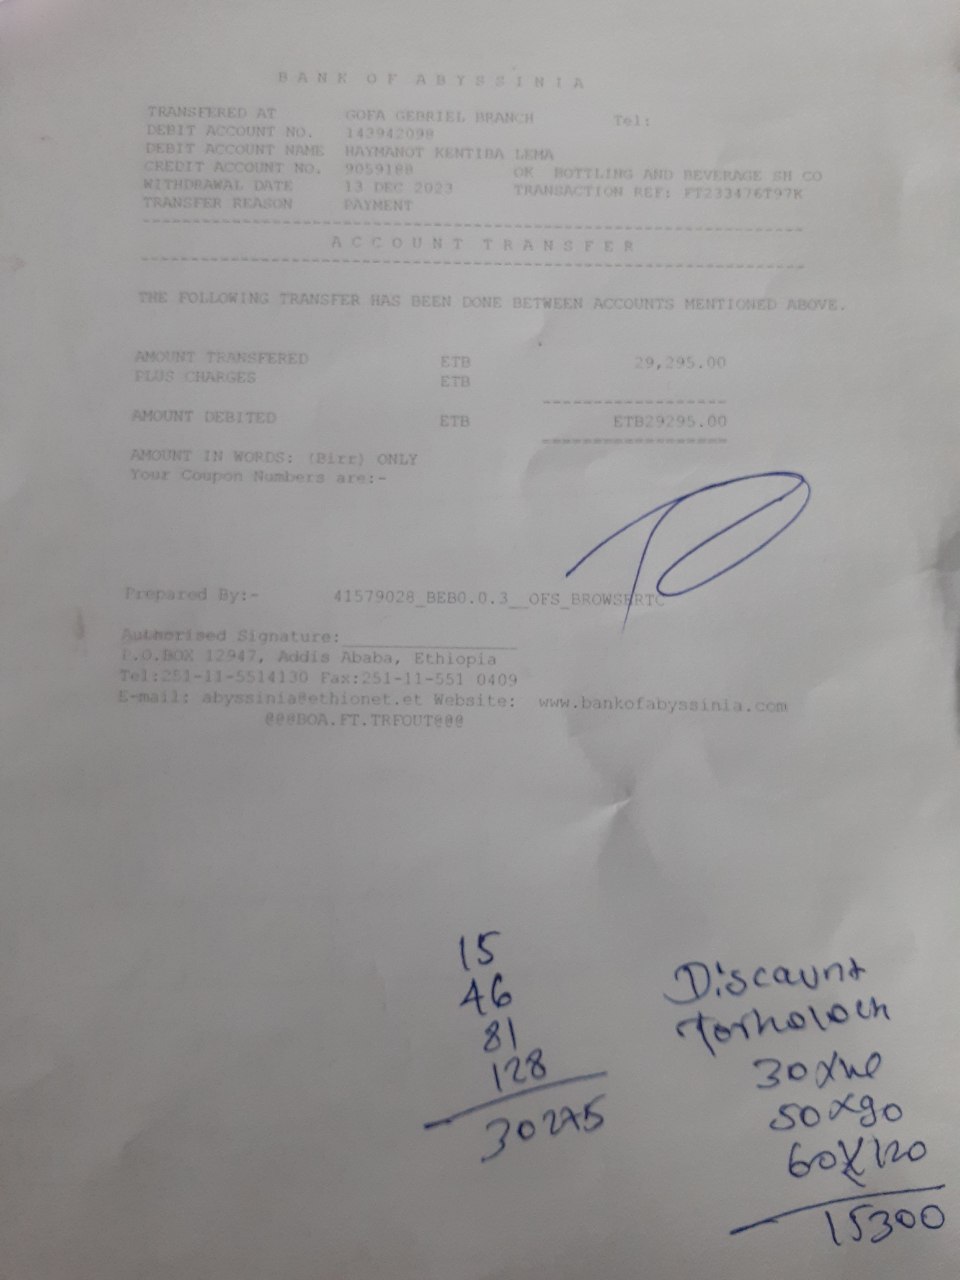 BANK OF ABYSSINIA
TRANSFERED AT GOFA GEBRIEL BRANCH Tel:
DEBIT ACCOUNT NO. 143942098
DEBIT ACCOUNT NAME HAYMANOT KENTIBA LEMA
CREDIT ACCOUNT NO. 9059188 OK BOTTLING AND BEVERAGE SH CO
WITHDRAWAL DATE 13 DEC 2023 TRANSACTION REF: FT233476T97K
TRANSFER REASON PAYMENT
ACCOUNT TRANSFER
THE FOLLOWING TRANSFER HAS BEEN DONE BETWEEN ACCOUNTS MENTIONED ABOVE.
AMOUNT TRANSFERED ETB 29,295.00
PLUS CHARGES ETB
AMOUNT DEBITED ETB ETB29295.00
AMOUNT IN WORDS: (Birr) ONLY
Your Coupon Numbers are:-
Prepared By:- 41579028_BEB0.0.3__OFS_BROWSERTC
Authorised Signature:
P.O.BOX 12947, Addis Ababa, Ethiopia
Tel:251-11-5514130 Fax:251-11-551 0409
E-mail: abyssinia@ethionet.et Website: www.bankofabyssinia.com
@@@BOA.FT.TRFOUT@@@
15
46
81
128
30275
Discaunt
50x90
60x120
15300